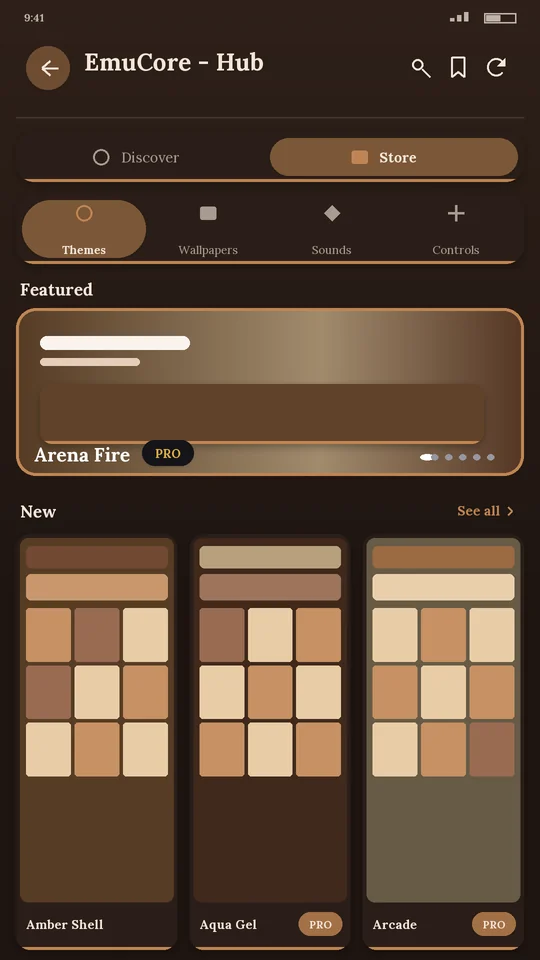 9:41
EmuCore - Hub
Discover
Store
Themes
Wallpapers
Sounds
Controls
Featured
Arena Fire
PRO
New
See all
Amber Shell
Aqua Gel
PRO
Arcade
PRO